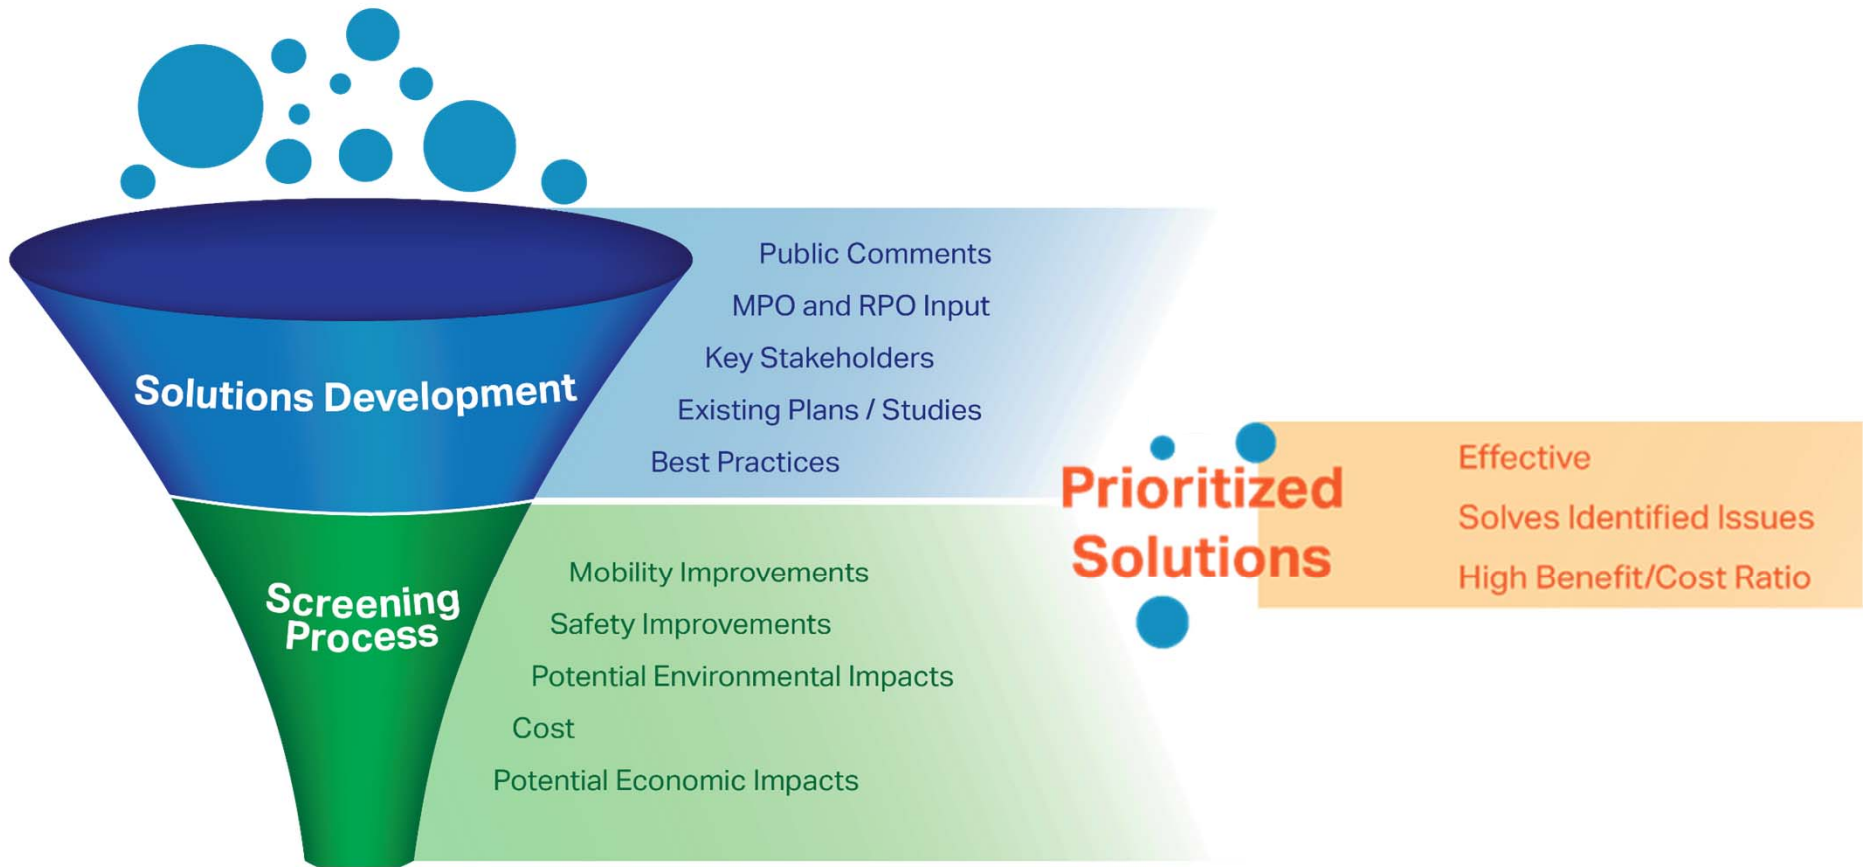 Solutions Development
Public Comments
MPO and RPO Input
Key Stakeholders
Existing Plans / Studies
Best Practices
Screening
Process
Mobility Improvements
Safety Improvements
Potential Environmental Impacts
Cost
Potential Economic Impacts
Prioritized
Solutions
Effective
Solves Identified Issues
High Benefit/Cost Ratio